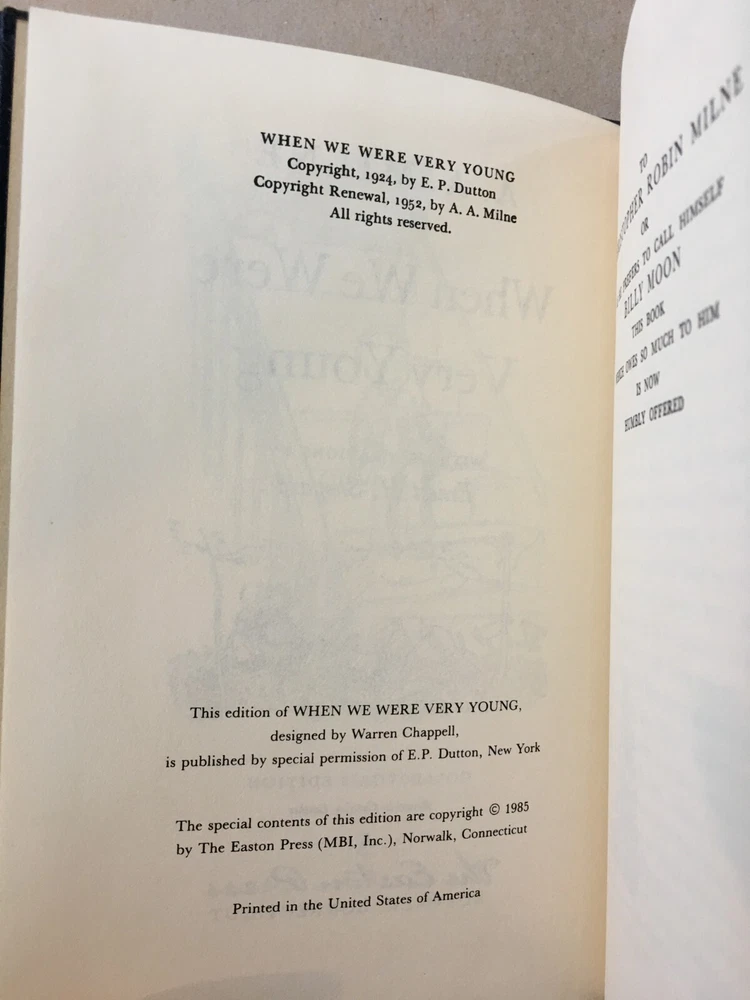 WHEN WE WERE VERY YOUNG
Copyright, 1924, by E. P. Dutton
Copyright Renewal, 1952, by A. A. Milne
All rights reserved.
This edition of WHEN WE WERE VERY YOUNG,
designed by Warren Chappell,
is published by special permission of E.P. Dutton, New York
The special contents of this edition are copyright © 1985
by The Easton Press (MBI, Inc.), Norwalk, Connecticut
Printed in the United States of America
TO
ROBIN MILNE
OR
PREFERS TO CALL HIMSELF
BILLY MOON
THIS BOOK
OWES SO MUCH TO HIM
IS NOW
HUMBLY OFFERED